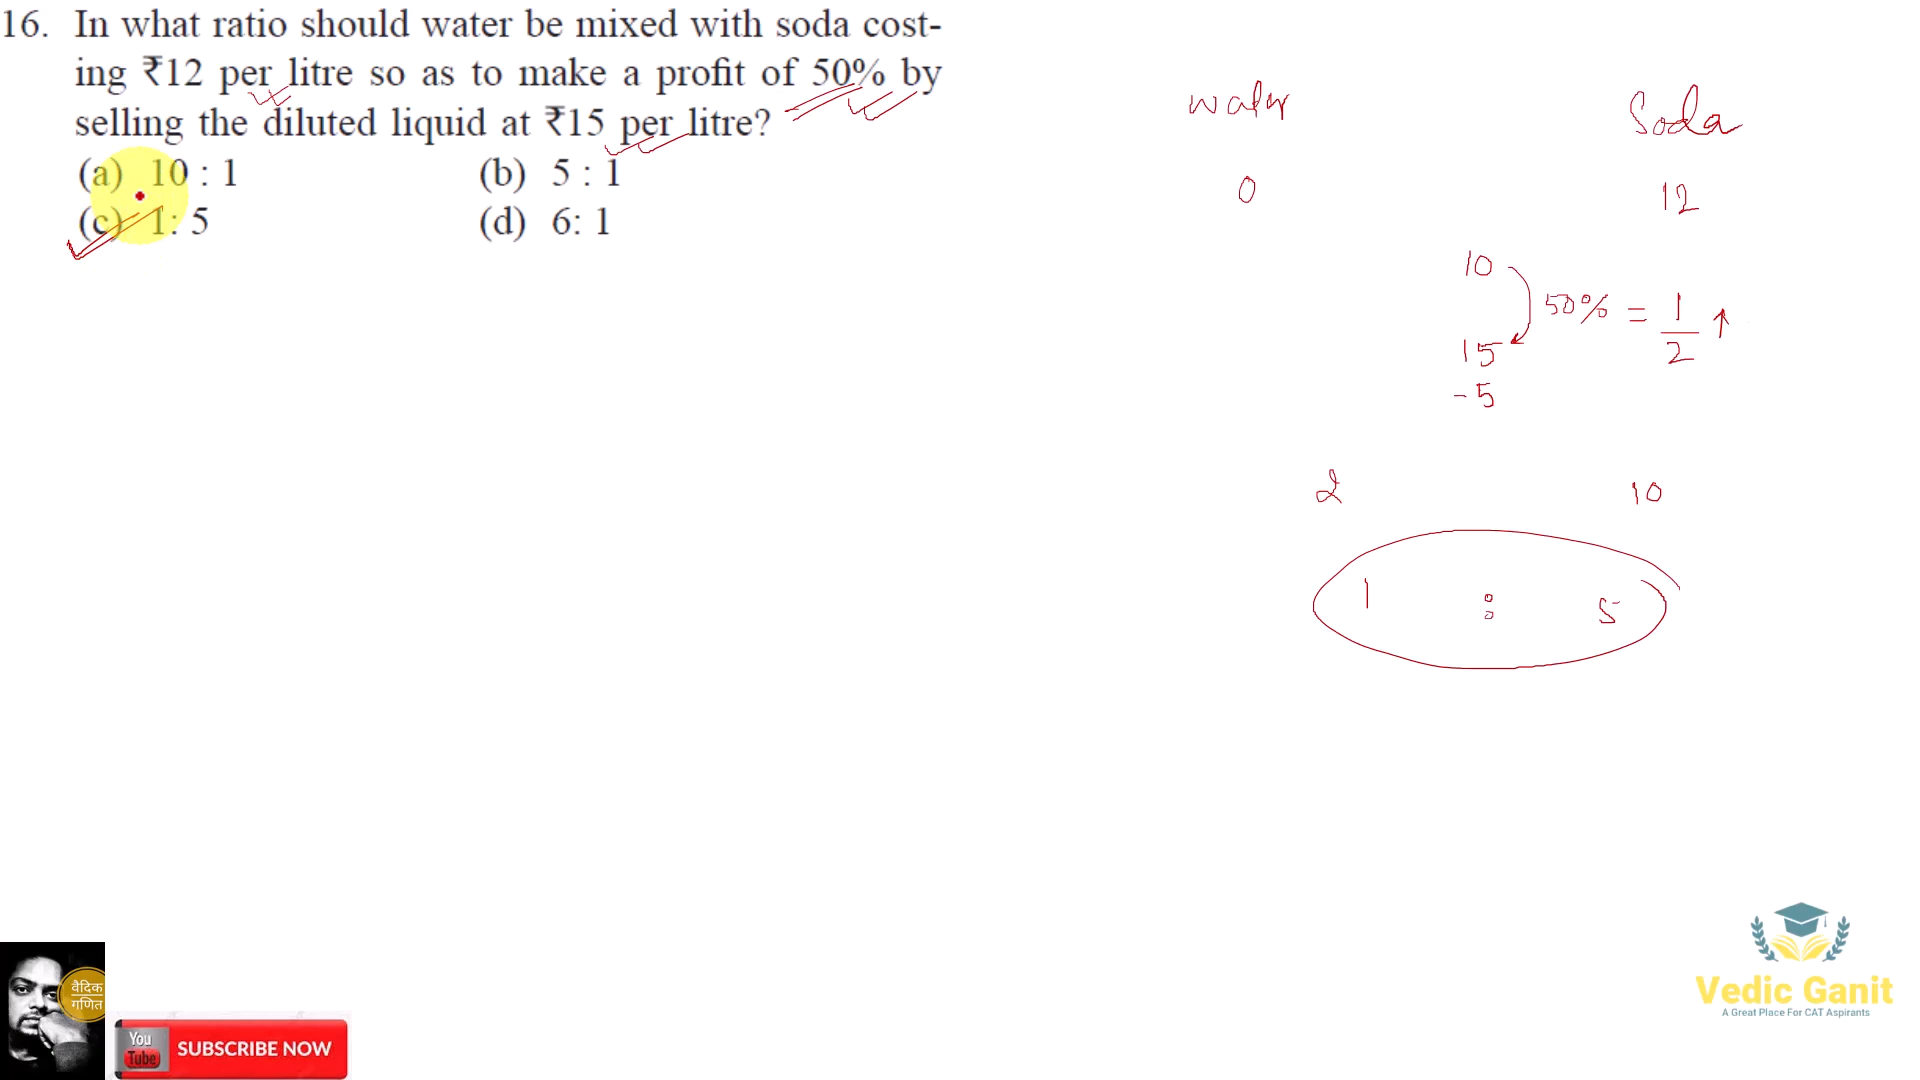 16. In what ratio should water be mixed with soda cost-
ing ₹12 per litre so as to make a profit of 50% by
selling the diluted liquid at ₹15 per litre?
(a) 10 : 1 (b) 5 : 1
(c) 1: 5 (d) 6: 1
water Soda
0 12
10
50% = 1/2 ↑
15
-5
2 10
1 : 5
वैदिक
गणित
You
Tube
SUBSCRIBE NOW
Vedic Ganit
A Great Place For CAT Aspirants